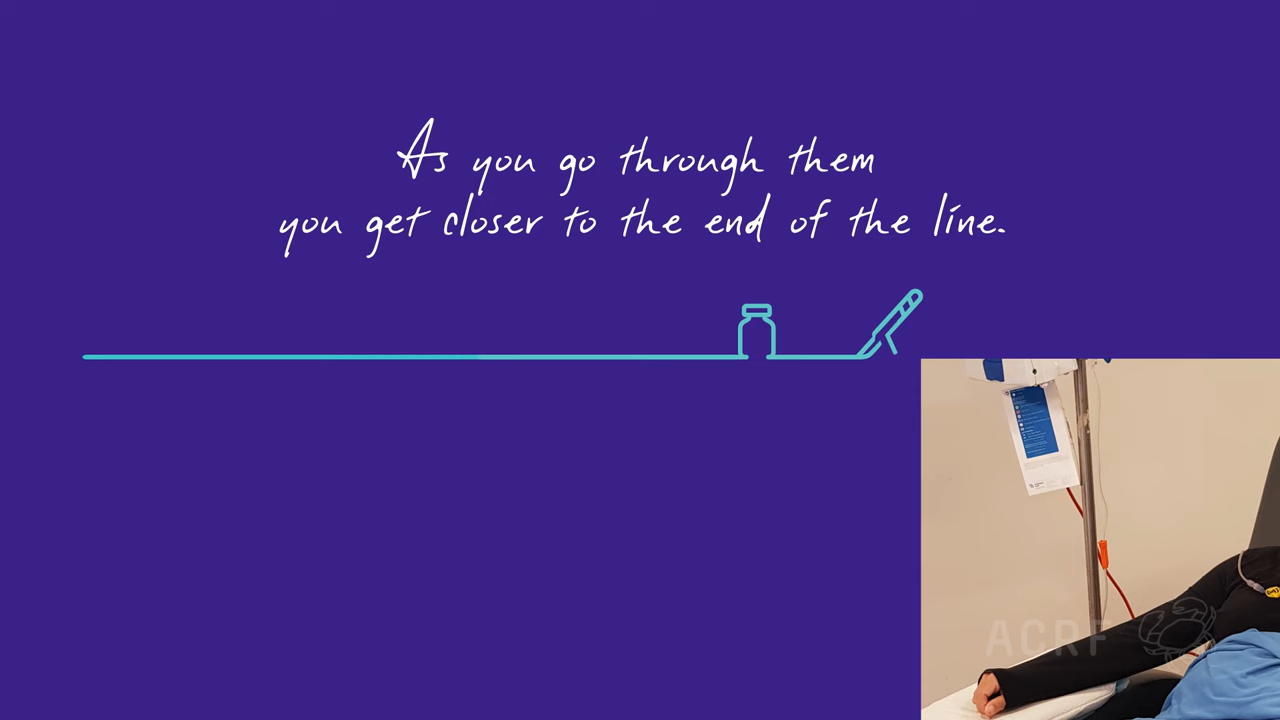 As you go through them
you get closer to the end of the line.
ACRF